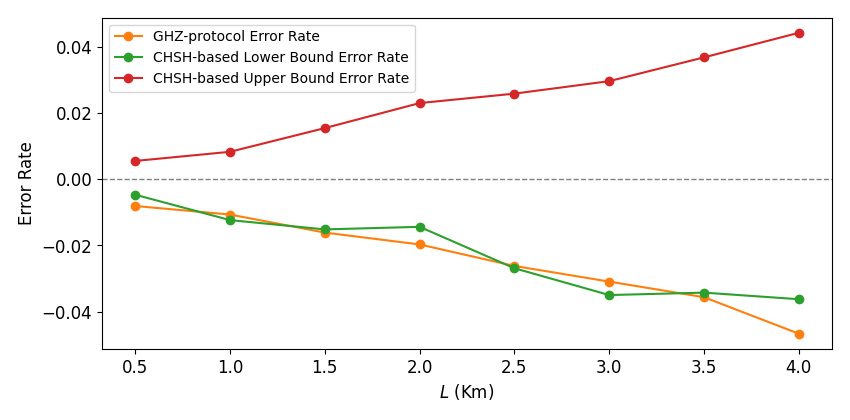 GHZ-protocol Error Rate
CHSH-based Lower Bound Error Rate
CHSH-based Upper Bound Error Rate
Error Rate
0.04
0.02
0.00
−0.02
−0.04
0.5 1.0 1.5 2.0 2.5 3.0 3.5 4.0
L (Km)